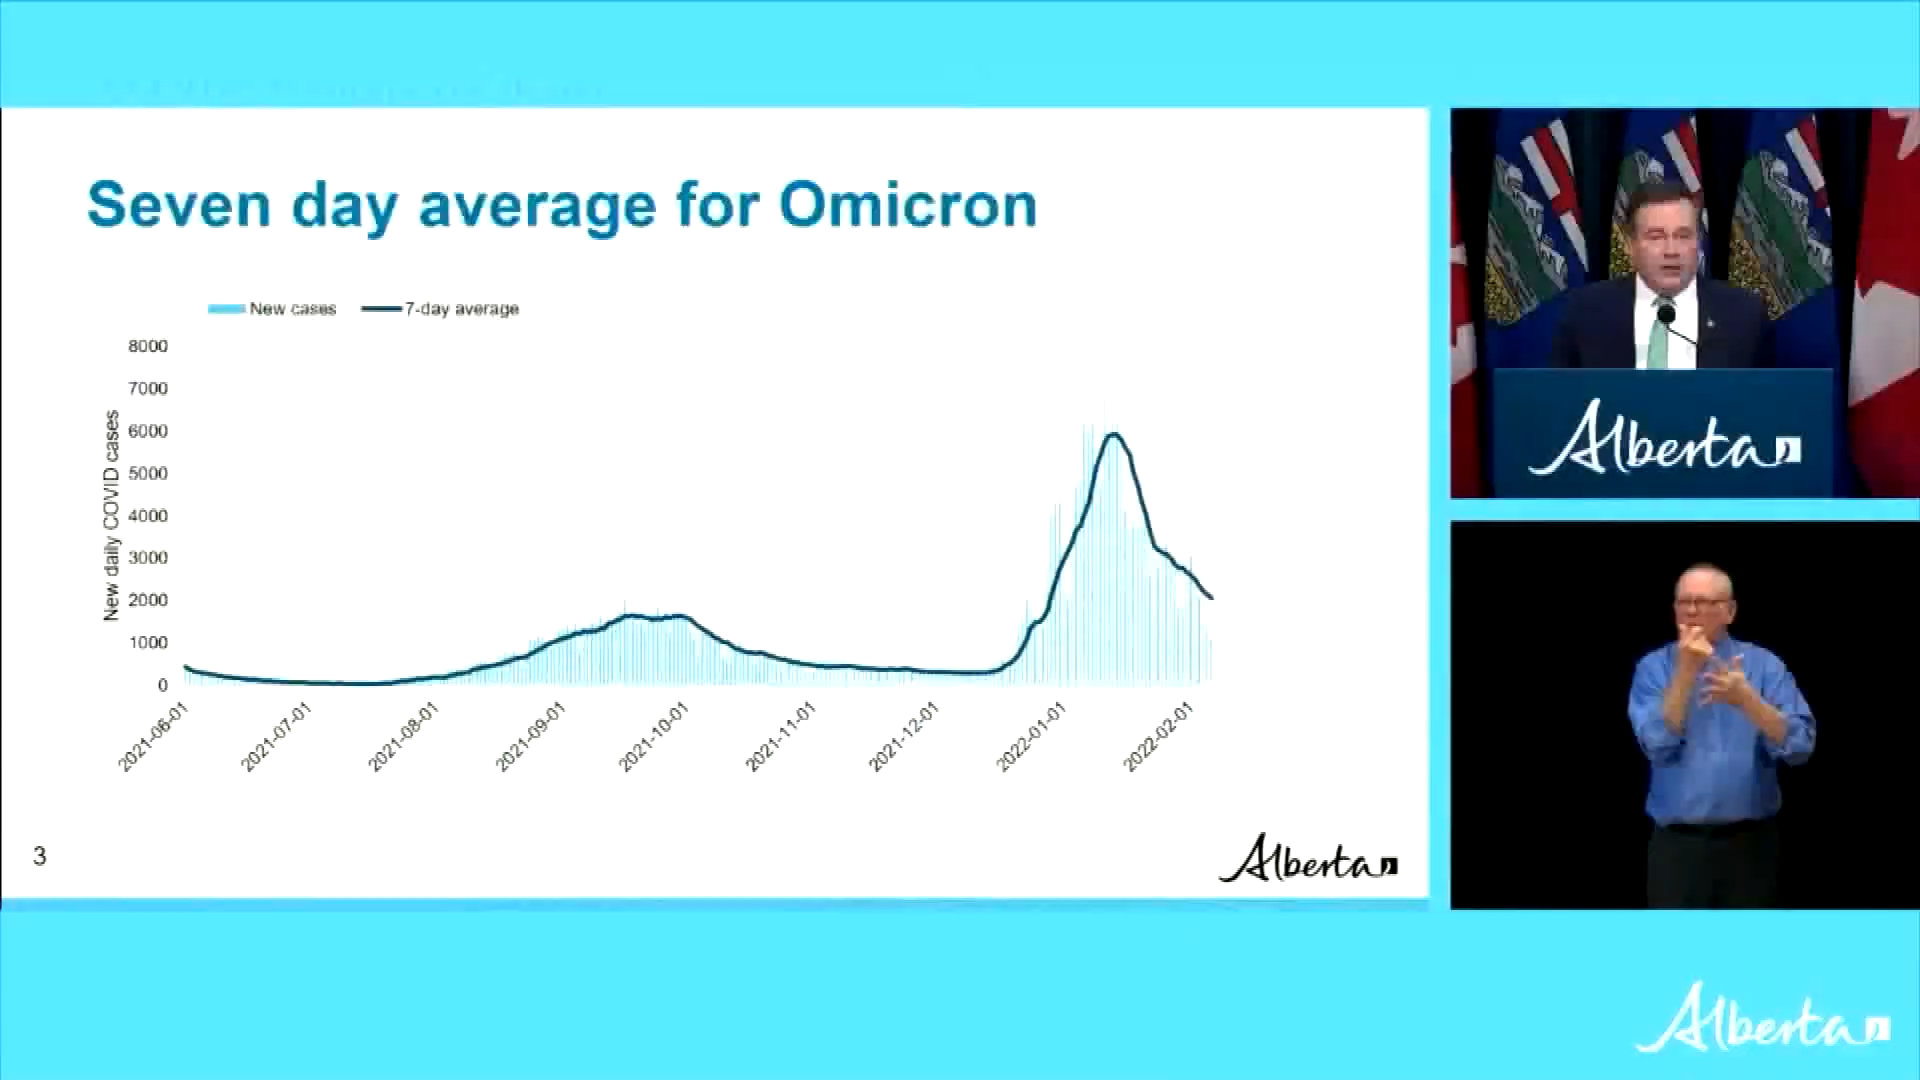 Seven day average for Omicron
New cases
7-day average
New daily COVID cases
8000
7000
6000
5000
4000
3000
2000
1000
0
2021-06-01
2021-07-01
2021-08-01
2021-09-01
2021-10-01
2021-11-01
2021-12-01
2022-01-01
2022-02-01
3
Alberta
Alberta
Alberta